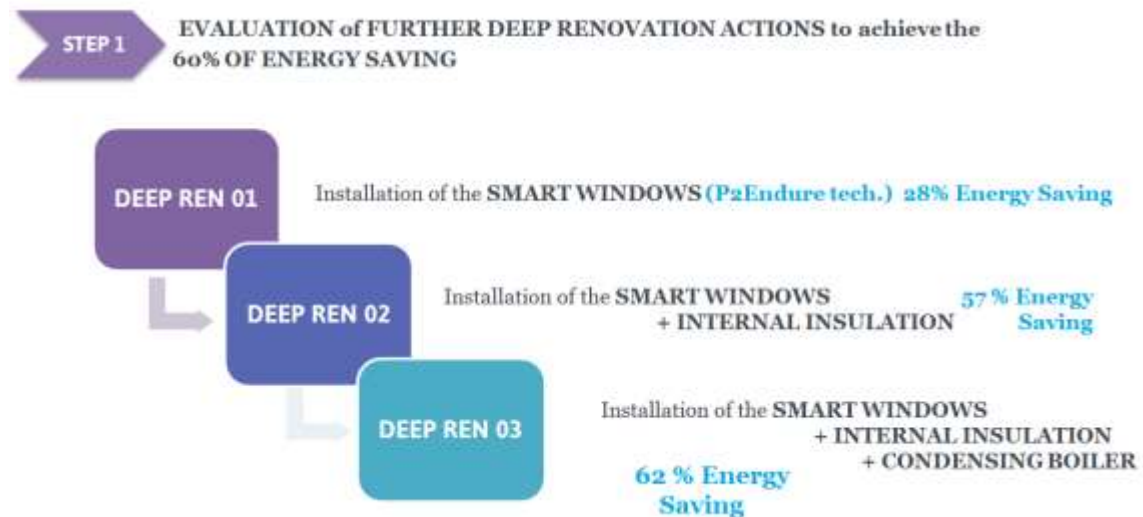 STEP 1
EVALUATION of FURTHER DEEP RENOVATION ACTIONS to achieve the
60% OF ENERGY SAVING
DEEP REN 01
Installation of the SMART WINDOWS (P2Endure tech.) 28% Energy Saving
DEEP REN 02
Installation of the SMART WINDOWS
+ INTERNAL INSULATION
57 % Energy
Saving
DEEP REN 03
Installation of the SMART WINDOWS
+ INTERNAL INSULATION
+ CONDENSING BOILER
62 % Energy
Saving